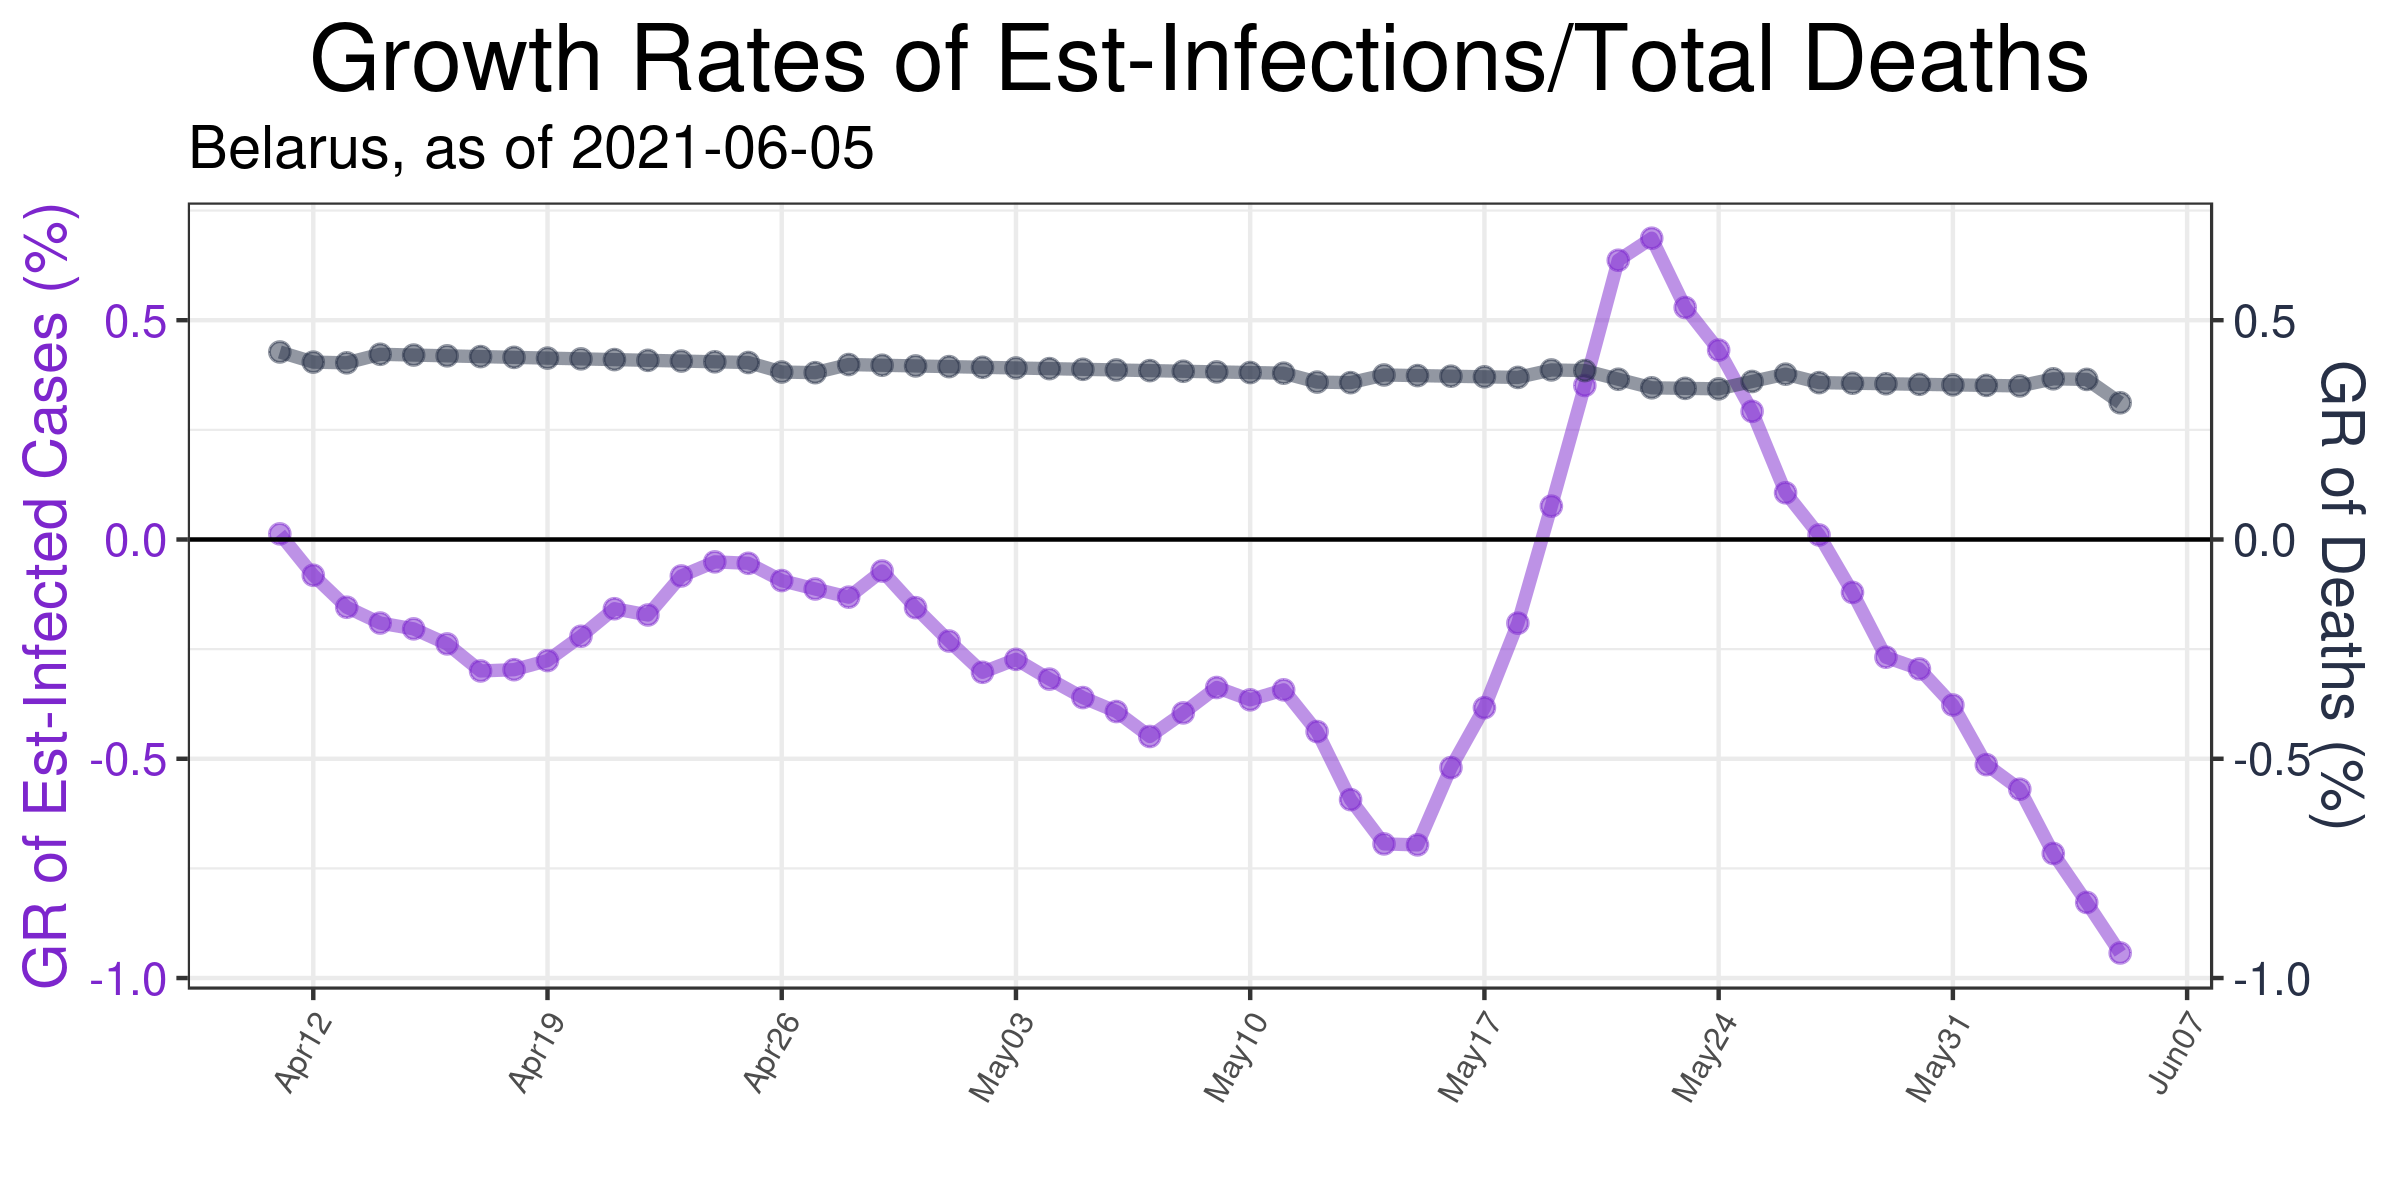 Growth Rates of Est-Infections/Total Deaths
Belarus, as of 2021-06-05
GR of Est-Infected Cases (%)
0.5
0.0
-0.5
-1.0
0.5
0.0
-0.5
-1.0
GR of Deaths (%)
Apr12
Apr19
Apr26
May03
May10
May17
May24
May31
Jun07